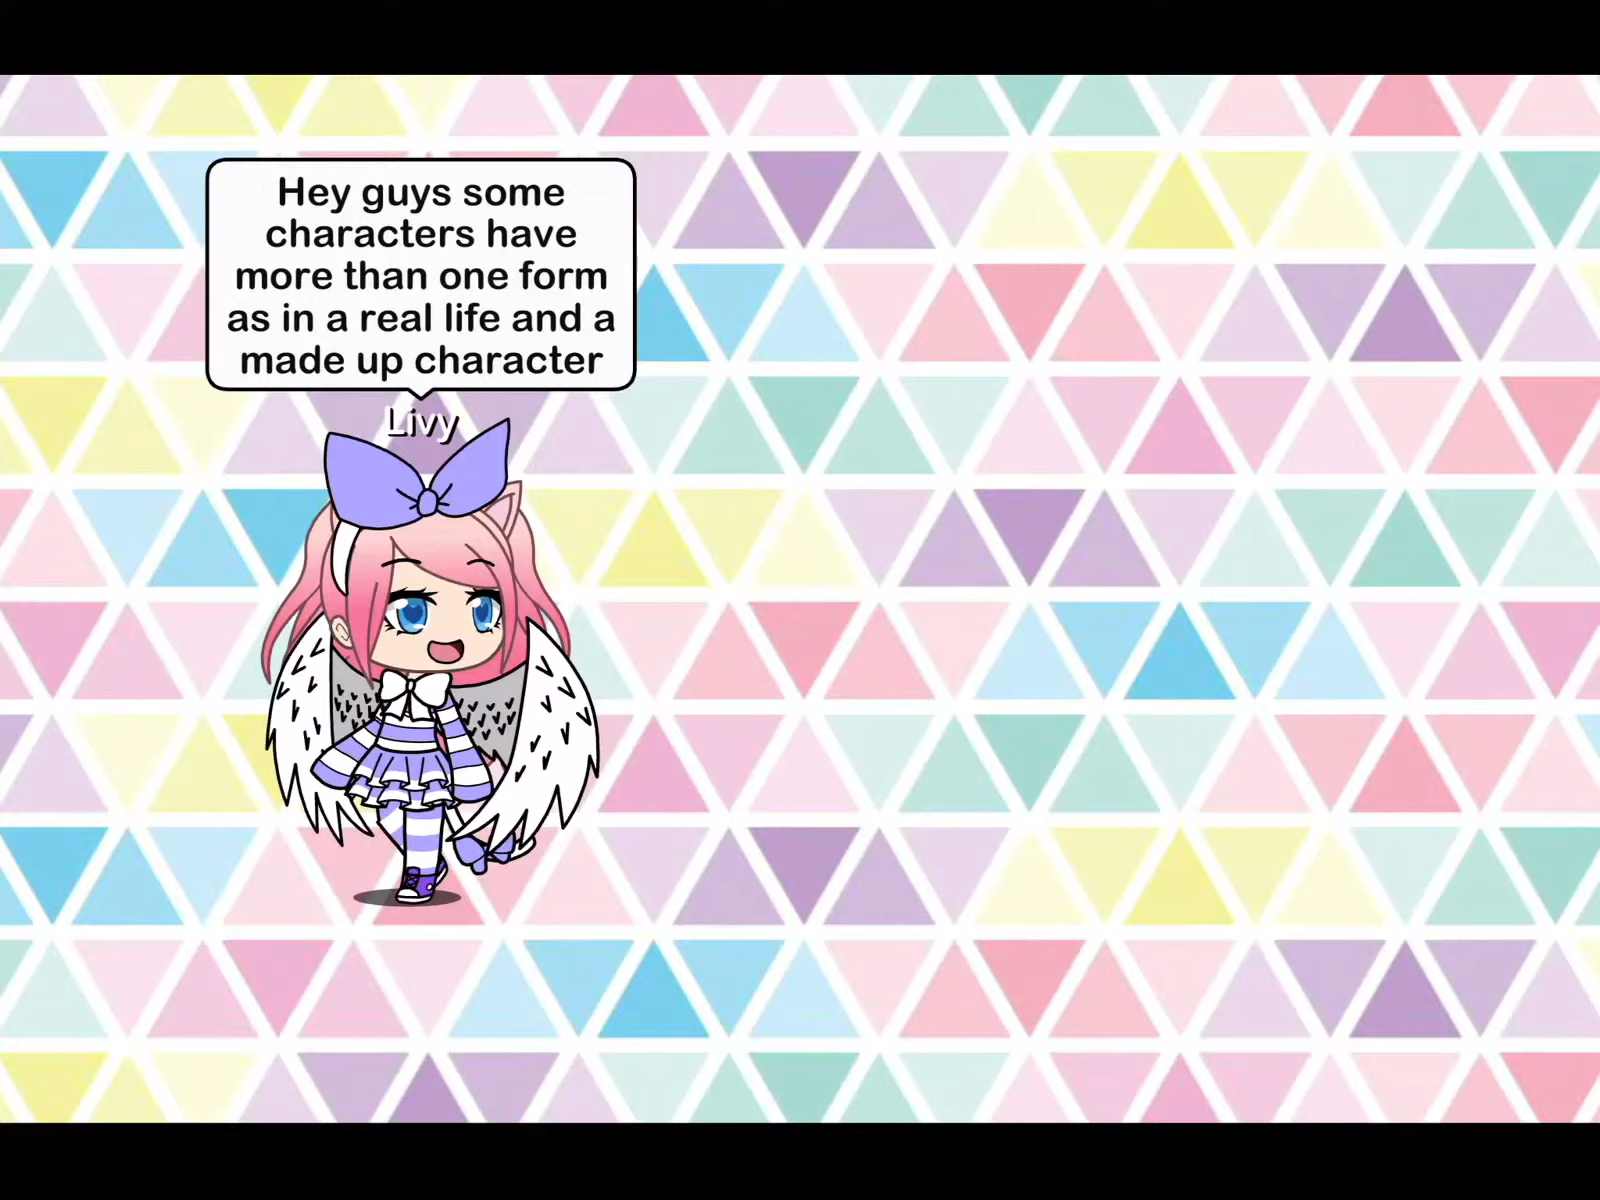 Hey guys some
characters have
more than one form
as in a real life and a
made up character
Livy